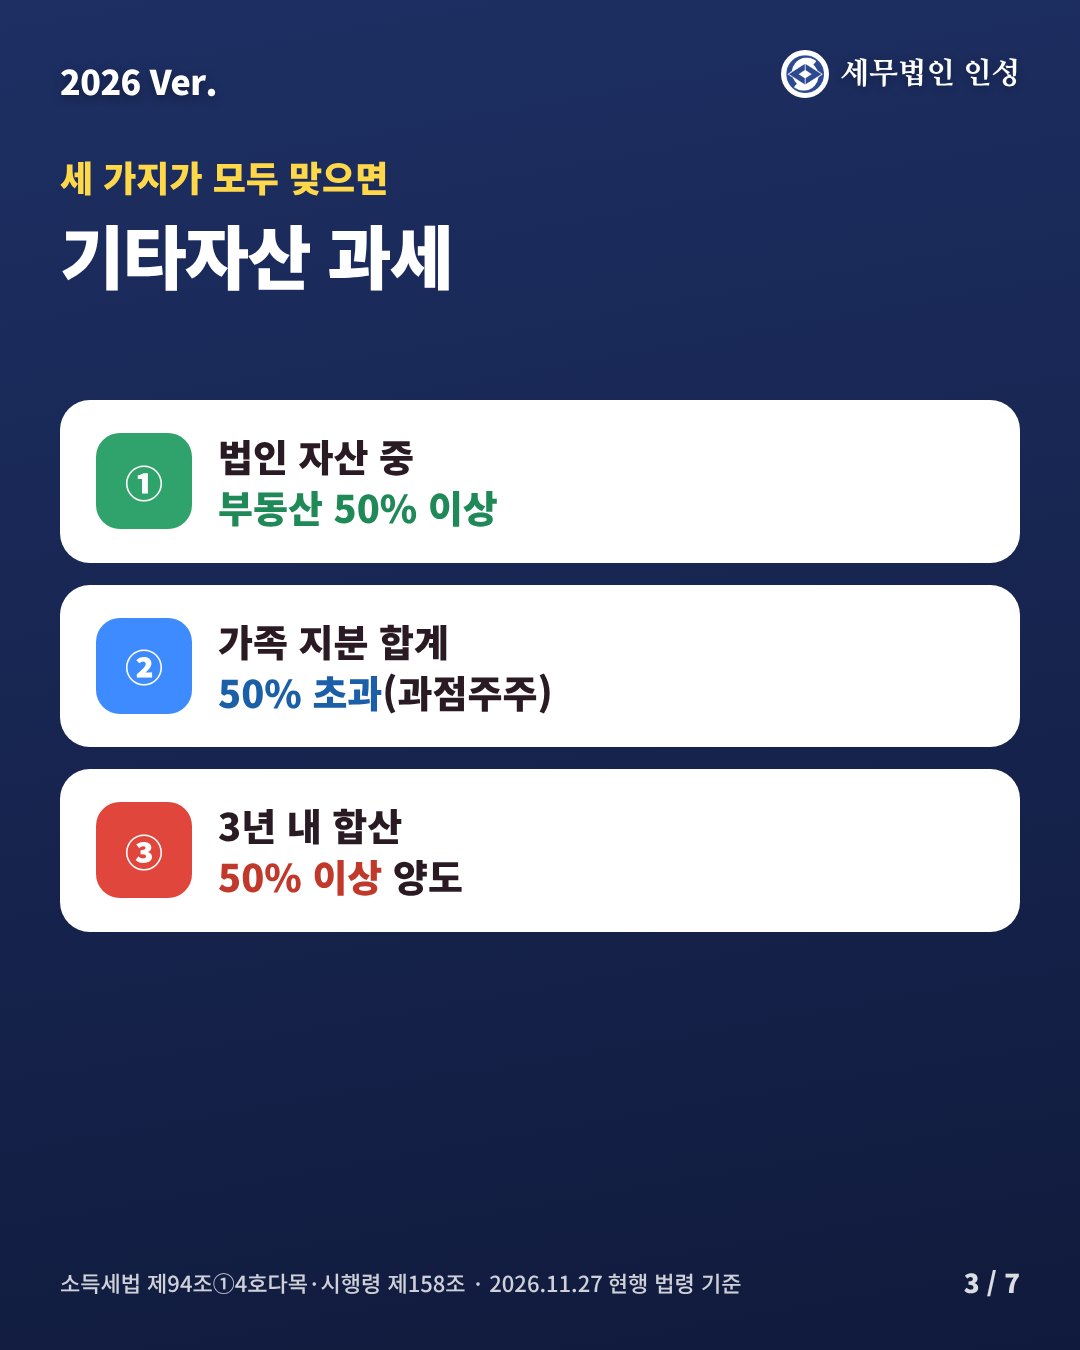 2026 Ver.
세무법인 인성
세 가지가 모두 맞으면
기타자산 과세
①
법인 자산 중
부동산 50% 이상
②
가족 지분 합계
50% 초과(과점주주)
③
3년 내 합산
50% 이상 양도
소득세법 제94조①4호다목·시행령 제158조 · 2026.11.27 현행 법령 기준
3 / 7